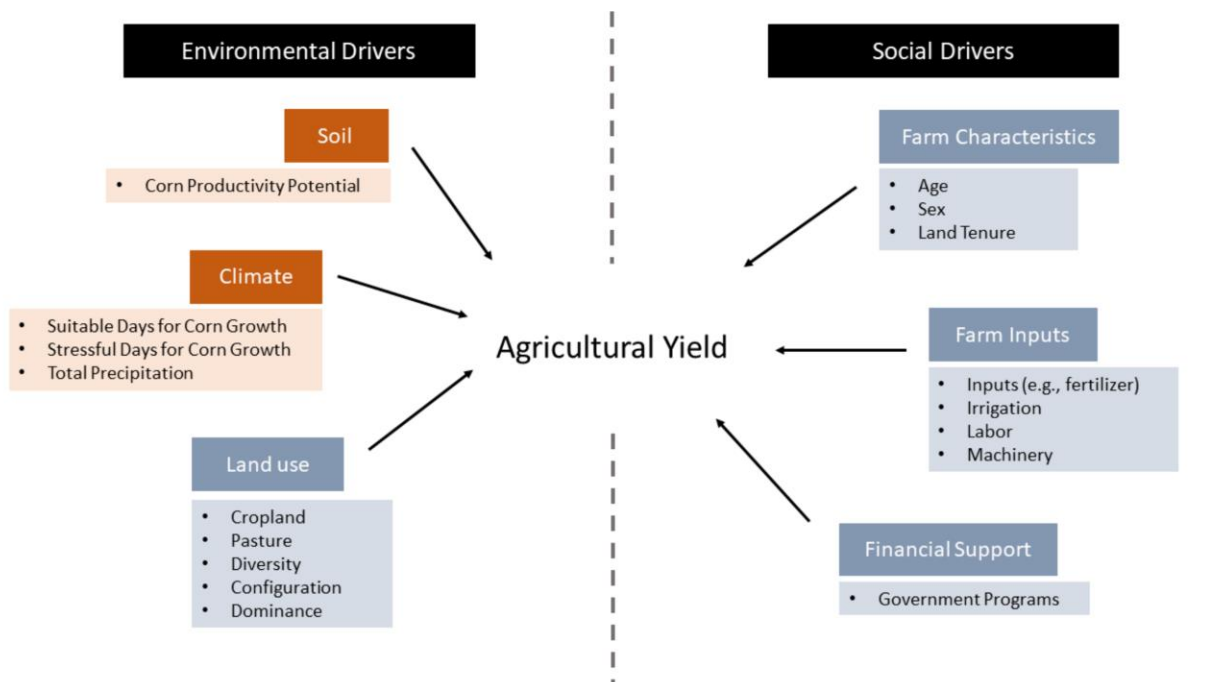 Environmental Drivers
Soil
• Corn Productivity Potential
Climate
• Suitable Days for Corn Growth
• Stressful Days for Corn Growth
• Total Precipitation
Land use
• Cropland
• Pasture
• Diversity
• Configuration
• Dominance
Agricultural Yield
Social Drivers
Farm Characteristics
• Age
• Sex
• Land Tenure
Farm Inputs
• Inputs (e.g., fertilizer)
• Irrigation
• Labor
• Machinery
Financial Support
• Government Programs